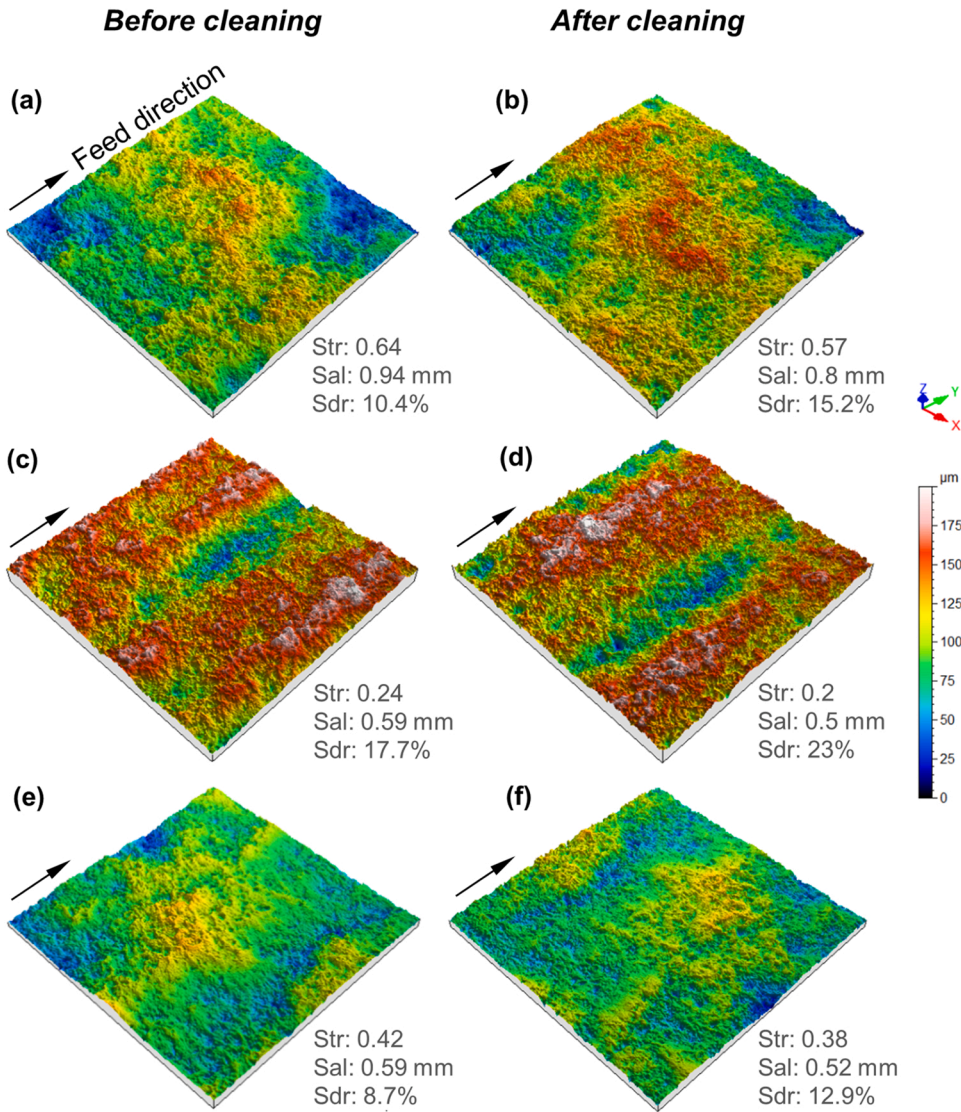 Before cleaning
After cleaning
(a)
Feed direction
(b)
Str: 0.64
Sal: 0.94 mm
Sdr: 10.4%
Str: 0.57
Sal: 0.8 mm
Sdr: 15.2%
Z
Y
X
(c)
(d)
Str: 0.24
Sal: 0.59 mm
Sdr: 17.7%
Str: 0.2
Sal: 0.5 mm
Sdr: 23%
µm
175
150
125
100
75
50
25
0
(e)
(f)
Str: 0.42
Sal: 0.59 mm
Sdr: 8.7%
Str: 0.38
Sal: 0.52 mm
Sdr: 12.9%